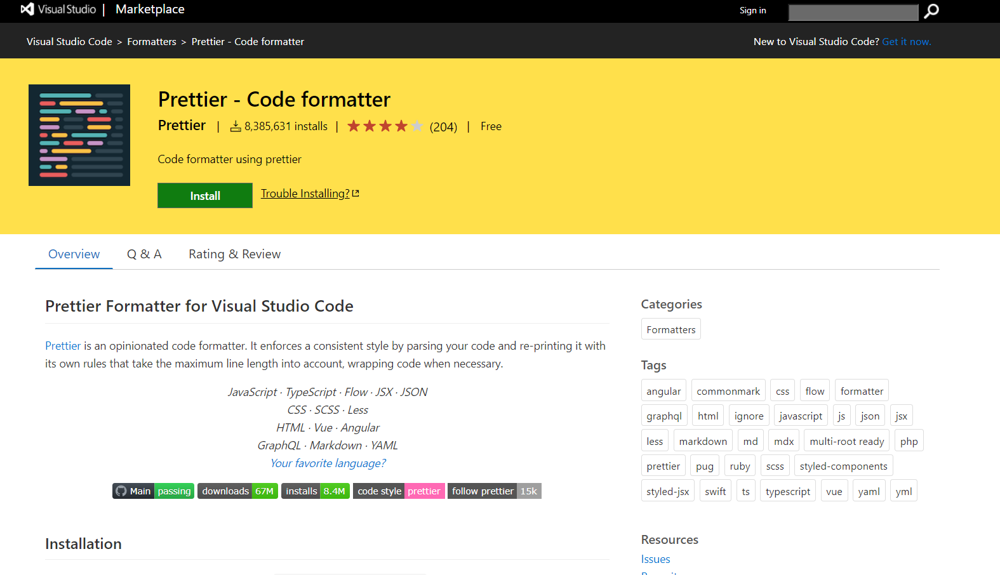 Visual Studio | Marketplace
Sign in
Visual Studio Code > Formatters > Prettier - Code formatter
New to Visual Studio Code? Get it now.
Prettier - Code formatter
Prettier | 8,385,631 installs | (204) | Free
Code formatter using prettier
Install
Trouble Installing?
Overview
Q & A
Rating & Review
Prettier Formatter for Visual Studio Code
Prettier is an opinionated code formatter. It enforces a consistent style by parsing your code and re-printing it with
its own rules that take the maximum line length into account, wrapping code when necessary.
JavaScript · TypeScript · Flow · JSX · JSON
CSS · SCSS · Less
HTML · Vue · Angular
GraphQL · Markdown · YAML
Your favorite language?
Main passing downloads 67M installs 8.4M code style prettier follow prettier 15k
Installation
Categories
Formatters
Tags
angular commonmark css flow formatter
graphql html ignore javascript js json jsx
less markdown md mdx multi-root ready php
prettier pug ruby scss styled-components
styled-jsx swift ts typescript vue yaml yml
Resources
Issues